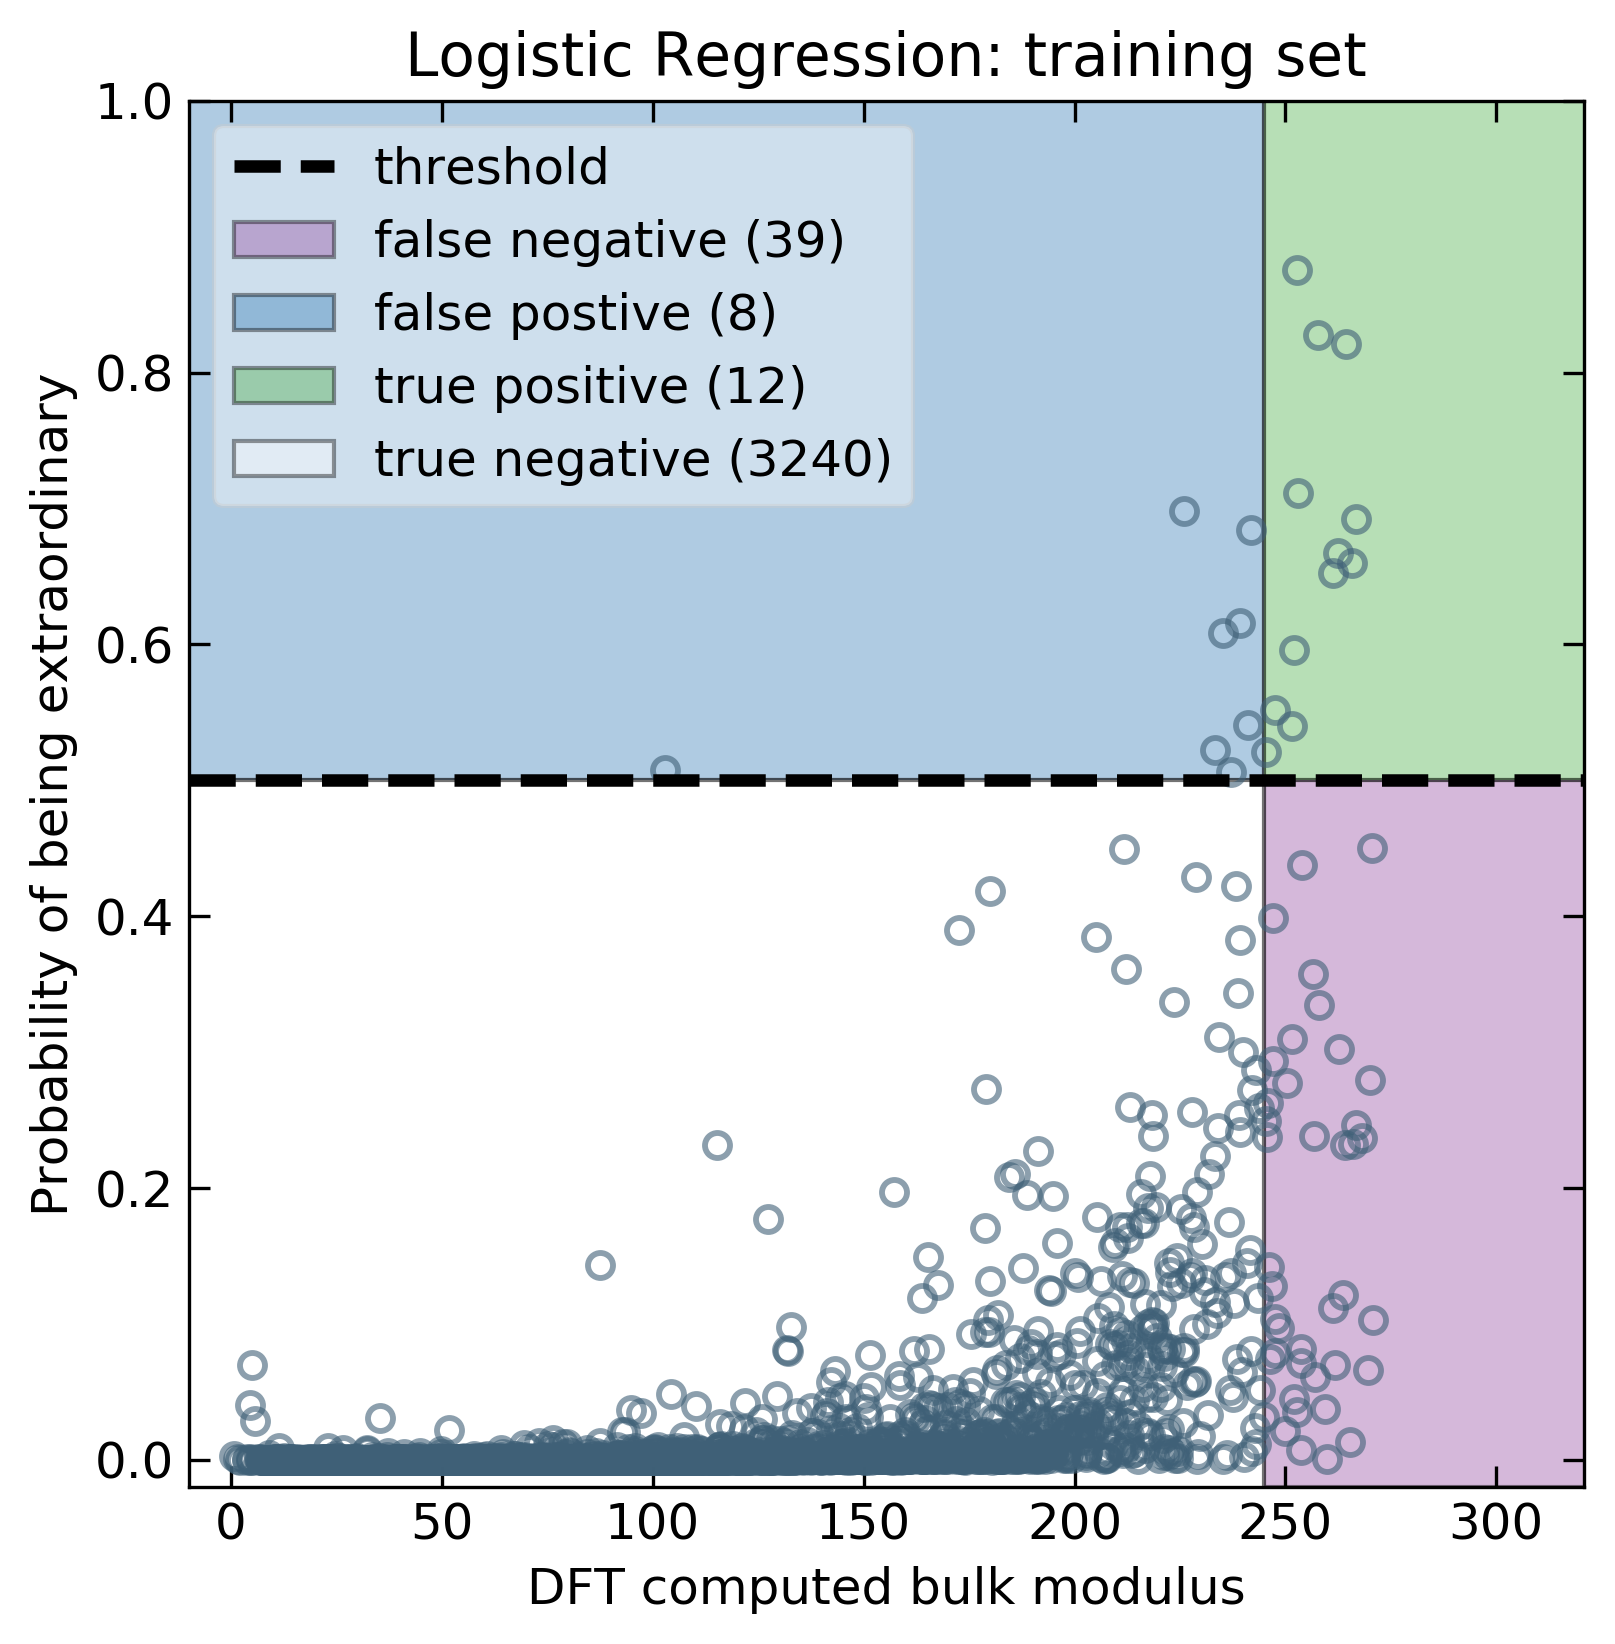 Logistic Regression: training set
1.0
0.8
0.6
0.4
0.2
0.0
Probability of being extraordinary
threshold
false negative (39)
false postive (8)
true positive (12)
true negative (3240)
0 50 100 150 200 250 300
DFT computed bulk modulus